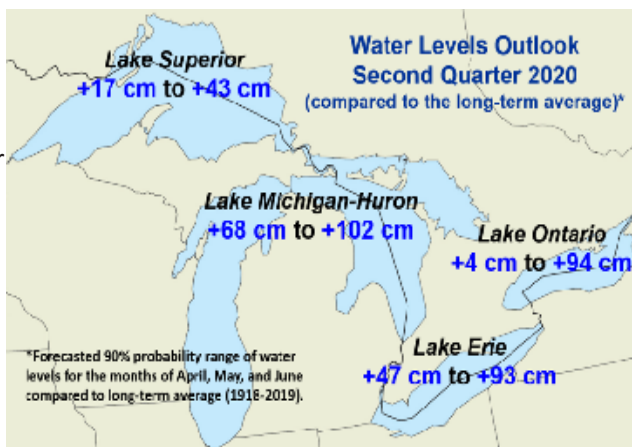 Water Levels Outlook
Second Quarter 2020
(compared to the long-term average)*
Lake Superior
+17 cm to +43 cm
Lake Michigan-Huron
+68 cm to +102 cm
Lake Ontario
+4 cm to +94 cm
Lake Erie
+47 cm to +93 cm
*Forecasted 90% probability range of water
levels for the months of April, May, and June
compared to long-term average (1918-2019).